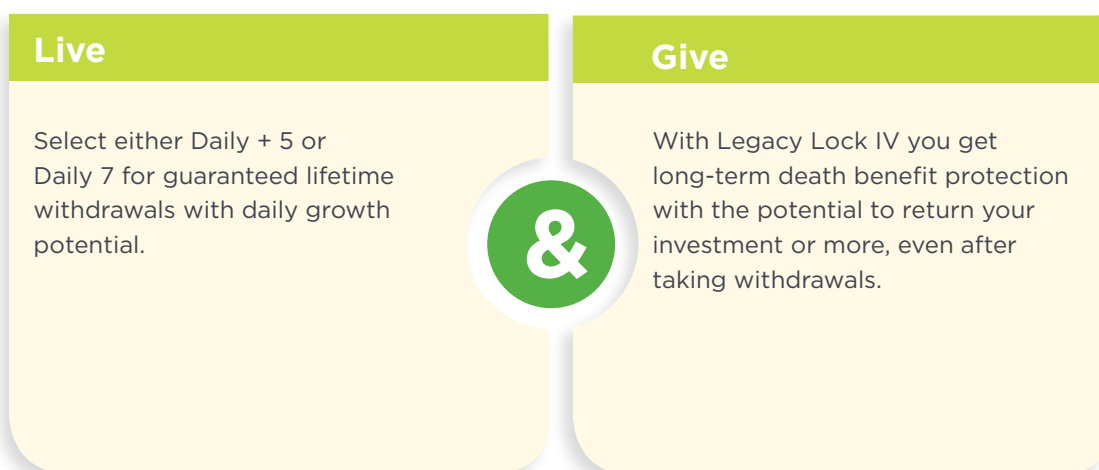 Live
Select either Daily + 5 or
Daily 7 for guaranteed lifetime
withdrawals with daily growth
potential.
&
Give
With Legacy Lock IV you get
long-term death benefit protection
with the potential to return your
investment or more, even after
taking withdrawals.